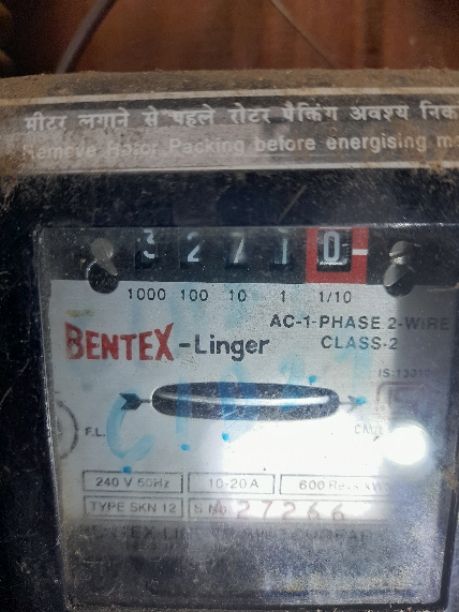 मीटर लगाने से पहले रोटर पैकिंग अवश्य
Remove Rotor Packing before energising
3 2 7 1 0
1000 100 10 1 1/10
AC-1-PHASE 2-WIRE
BENTEX-Linger CLASS-2
F.L.
240 V 50Hz 10-20 A 600
TYPE SKN 12 S.No. 27266